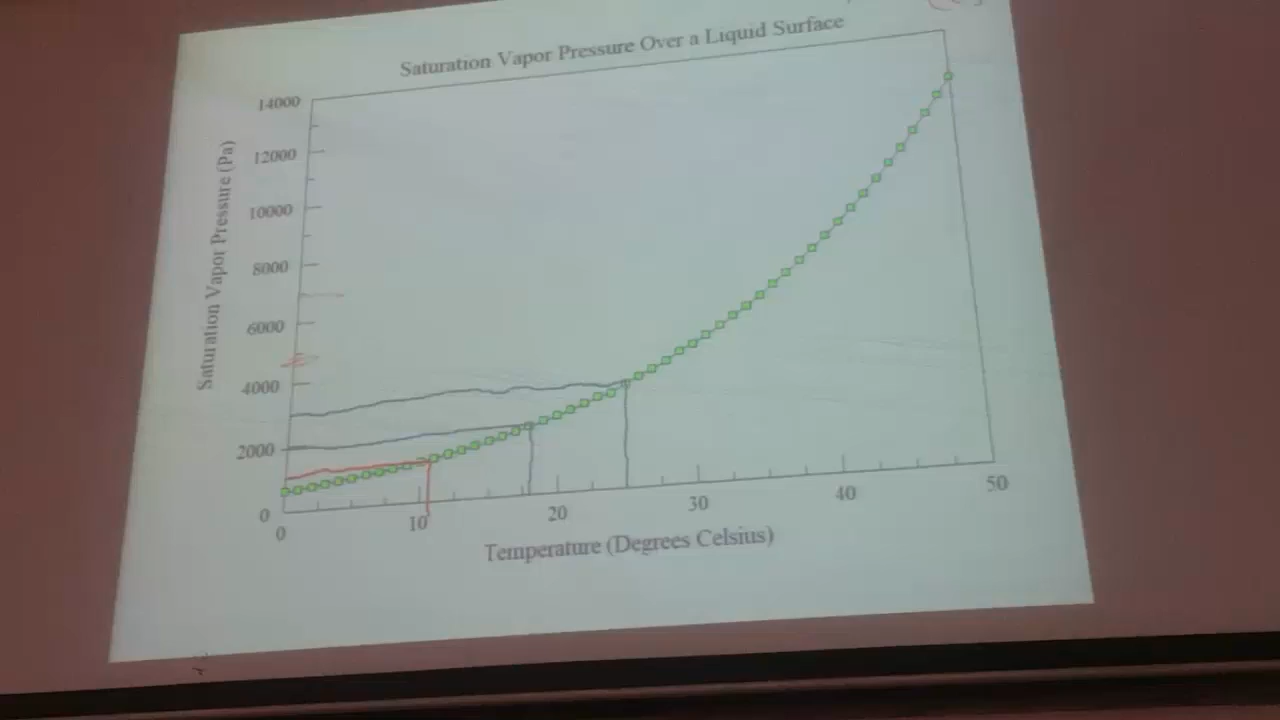 Saturation Vapor Pressure Over a Liquid Surface
Saturation Vapor Pressure (Pa)
14000
12000
10000
8000
6000
4000
2000
0
0 10 20 30 40 50
Temperature (Degrees Celsius)